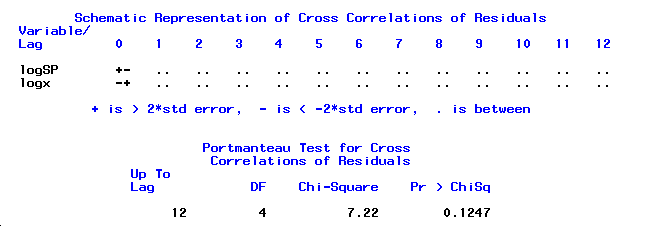 Schematic Representation of Cross Correlations of Residuals
Variable/
Lag 0 1 2 3 4 5 6 7 8 9 10 11 12
logSP +- .. .. .. .. .. .. .. .. .. .. .. ..
logx -+ .. .. .. .. .. .. .. .. .. .. .. ..
+ is > 2*std error, - is < -2*std error, . is between
Portmanteau Test for Cross
Correlations of Residuals
Up To
Lag DF Chi-Square Pr > ChiSq
12 4 7.22 0.1247